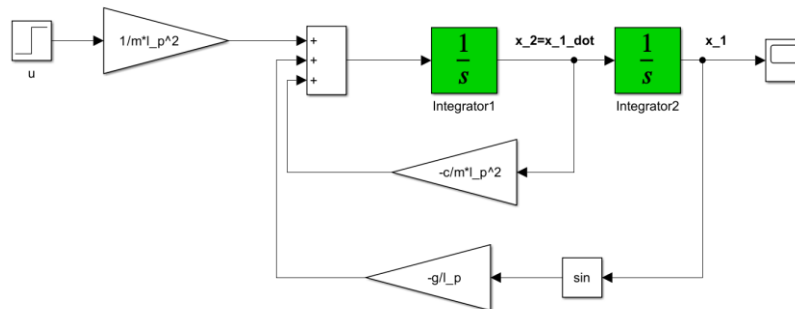 1/m*l_p^2
u
+
+
+
1
s
Integrator1
x_2=x_1_dot
1
s
Integrator2
x_1
-c/m*l_p^2
-g/l_p
sin